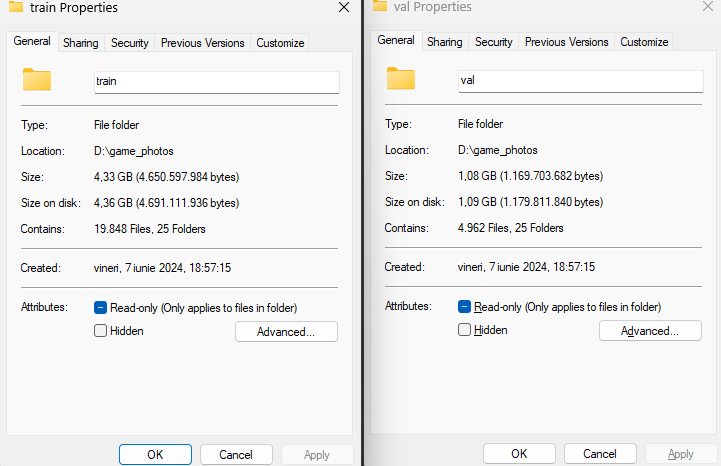 train Properties
General Sharing Security Previous Versions Customize
train
Type: File folder
Location: D:\game_photos
Size: 4,33 GB (4.650.597.984 bytes)
Size on disk: 4,36 GB (4.691.111.936 bytes)
Contains: 19.848 Files, 25 Folders
Created: vineri, 7 iunie 2024, 18:57:15
Attributes: Read-only (Only applies to files in folder)
Hidden Advanced...
OK Cancel Apply
val Properties
General Sharing Security Previous Versions Customize
val
Type: File folder
Location: D:\game_photos
Size: 1,08 GB (1.169.703.682 bytes)
Size on disk: 1,09 GB (1.179.811.840 bytes)
Contains: 4.962 Files, 25 Folders
Created: vineri, 7 iunie 2024, 18:57:15
Attributes: Read-only (Only applies to files in folder)
Hidden Advanced...
OK Cancel Apply